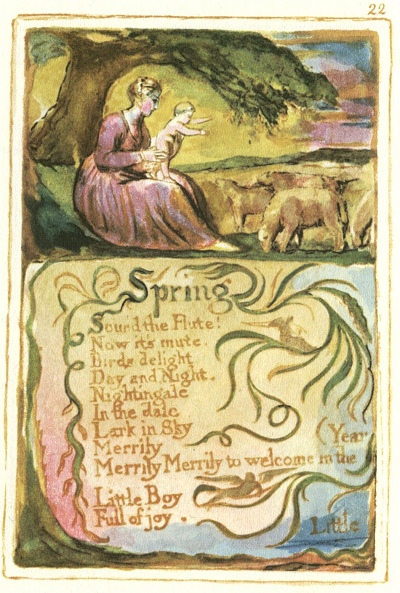 22
Spring
Sound the Flute!
Now it's mute.
Birds delight
Day and Night.
Nightingale
In the dale
Lark in Sky
Merrily
Merrily Merrily to welcome in the (Year
Little Boy
Full of joy.
Little